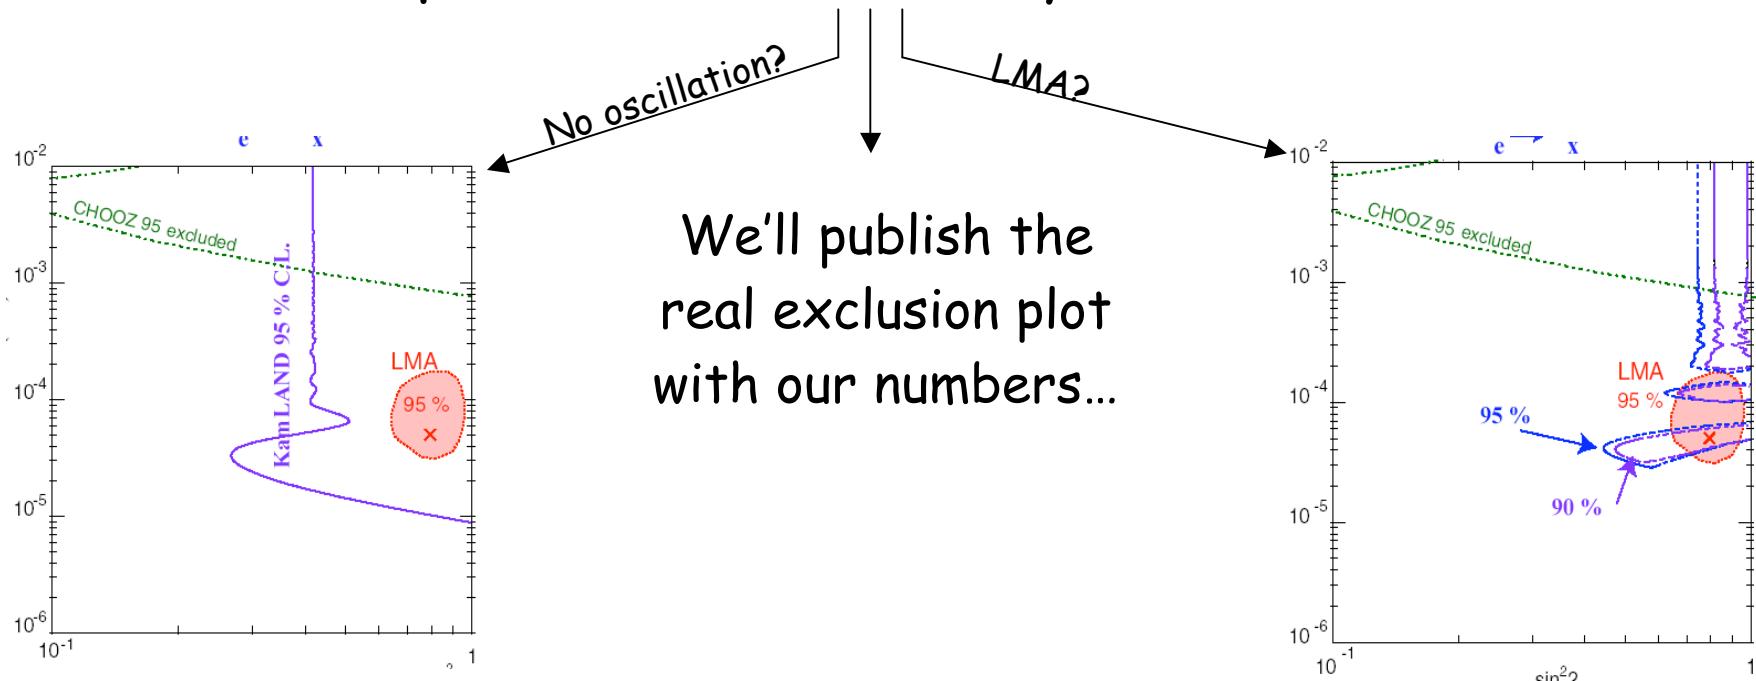 No oscillation?
LMA?
e x
10-2
CHOOZ 95 excluded
10-3
KamLAND 95 % C.L.
LMA
10-4
95 %
10-5
10-6
10-1
1
We'll publish the
real exclusion plot
with our numbers...
e x
10-2
CHOOZ 95 excluded
10-3
LMA
95 %
10-4
95 %
90 %
10-5
10-6
10-1
1
sin22